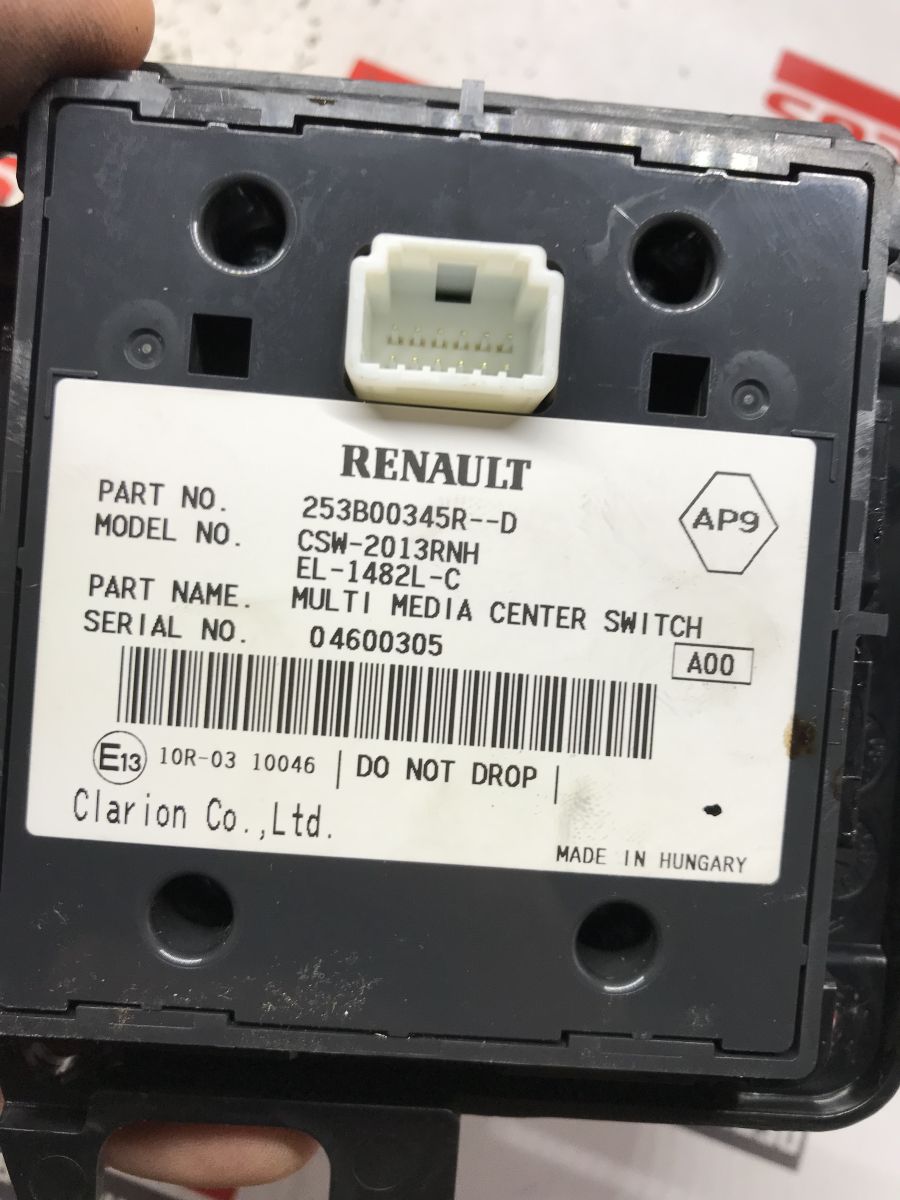 RENAULT
PART NO. 253B00345R--D
AP9
MODEL NO. CSW-2013RNH
EL-1482L-C
PART NAME. MULTI MEDIA CENTER SWITCH
SERIAL NO. 04600305
A00
E13 10R-03 10046 DO NOT DROP
Clarion Co.,Ltd.
MADE IN HUNGARY